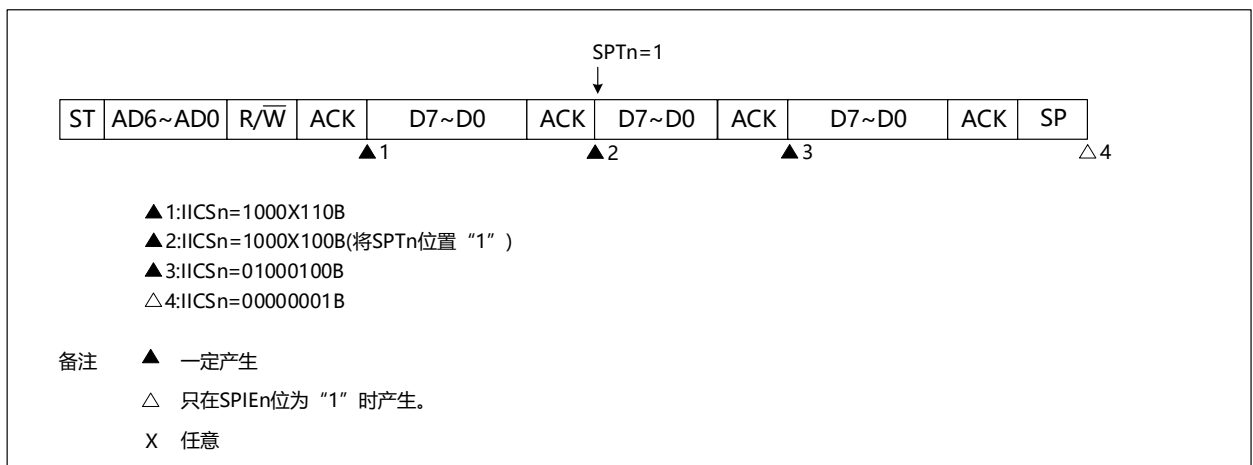 SPTn=1
ST AD6~AD0 R/W̅ ACK D7~D0 ACK D7~D0 ACK D7~D0 ACK SP
▲1 ▲2 ▲3 △4
▲1:IICSn=1000X110B
▲2:IICSn=1000X100B(将SPTn位置“1”)
▲3:IICSn=01000100B
△4:IICSn=00000001B
备注 ▲ 一定产生
△ 只在SPIEn位为“1”时产生。
X 任意